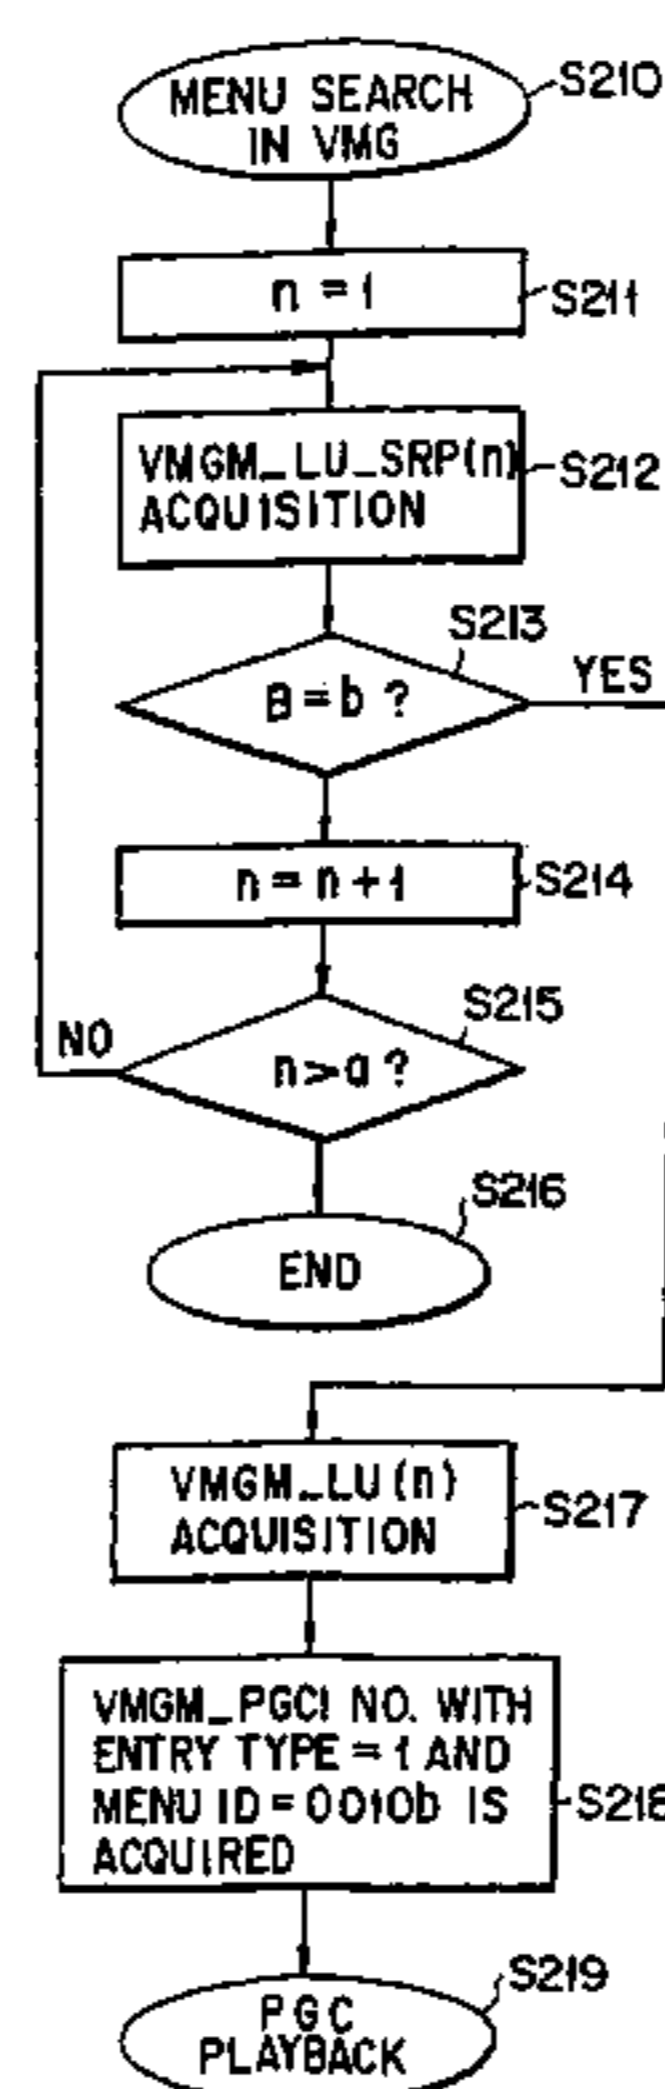 MENU SEARCH
IN VMG
S210
n = 1
S211
VMGM_LU_SRP(n)
ACQUISITION
S212
S213
B = b ?
YES
n = n + 1
S214
S215
NO
n > a ?
S216
END
VMGM_LU (n)
ACQUISITION
S217
VMGM_PGCI NO. WITH
ENTRY TYPE = 1 AND
MENU ID = 0010b IS
ACQUIRED
S218
S219
PGC
PLAYBACK